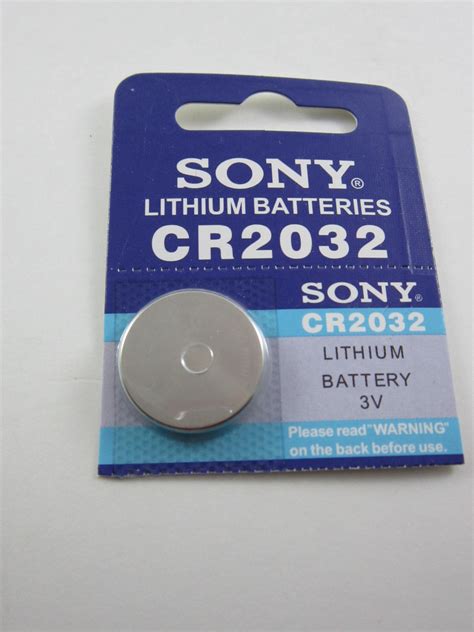 SONY®
LITHIUM BATTERIES
CR2032
SONY®
CR2032
LITHIUM
BATTERY
3V
Please read "WARNING"
on the back before use.